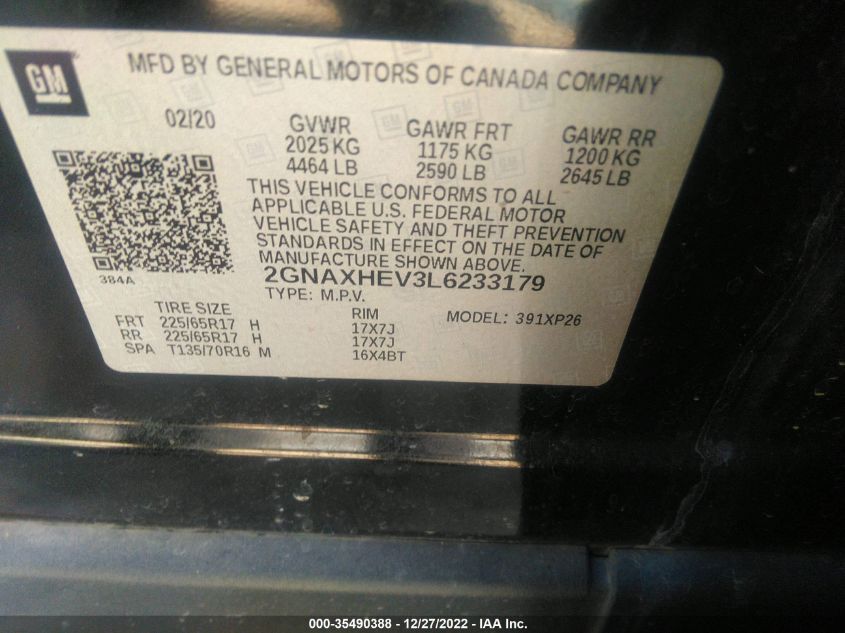 GM
MFD BY GENERAL MOTORS OF CANADA COMPANY
02/20
GVWR
2025 KG
4464 LB
GAWR FRT
1175 KG
2590 LB
GAWR RR
1200 KG
2645 LB
THIS VEHICLE CONFORMS TO ALL
APPLICABLE U.S. FEDERAL MOTOR
VEHICLE SAFETY AND THEFT PREVENTION
STANDARDS IN EFFECT ON THE DATE OF
MANUFACTURE SHOWN ABOVE.
384A
2GNAXHEV3L6233179
TYPE: M.P.V.
TIRE SIZE RIM MODEL: 391XP26
FRT 225/65R17 H 17X7J
RR 225/65R17 H 17X7J
SPA T135/70R16 M 16X4BT
000-35490388 - 12/27/2022 - IAA Inc.